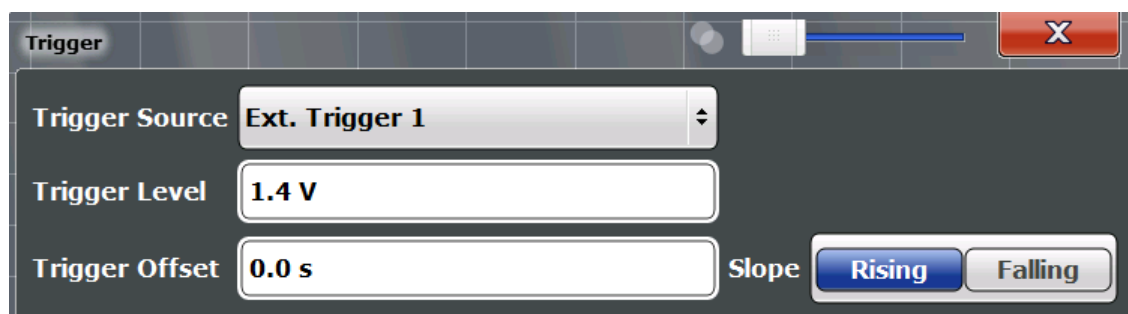 Trigger
X
Trigger Source Ext. Trigger 1
Trigger Level 1.4 V
Trigger Offset 0.0 s Slope Rising Falling